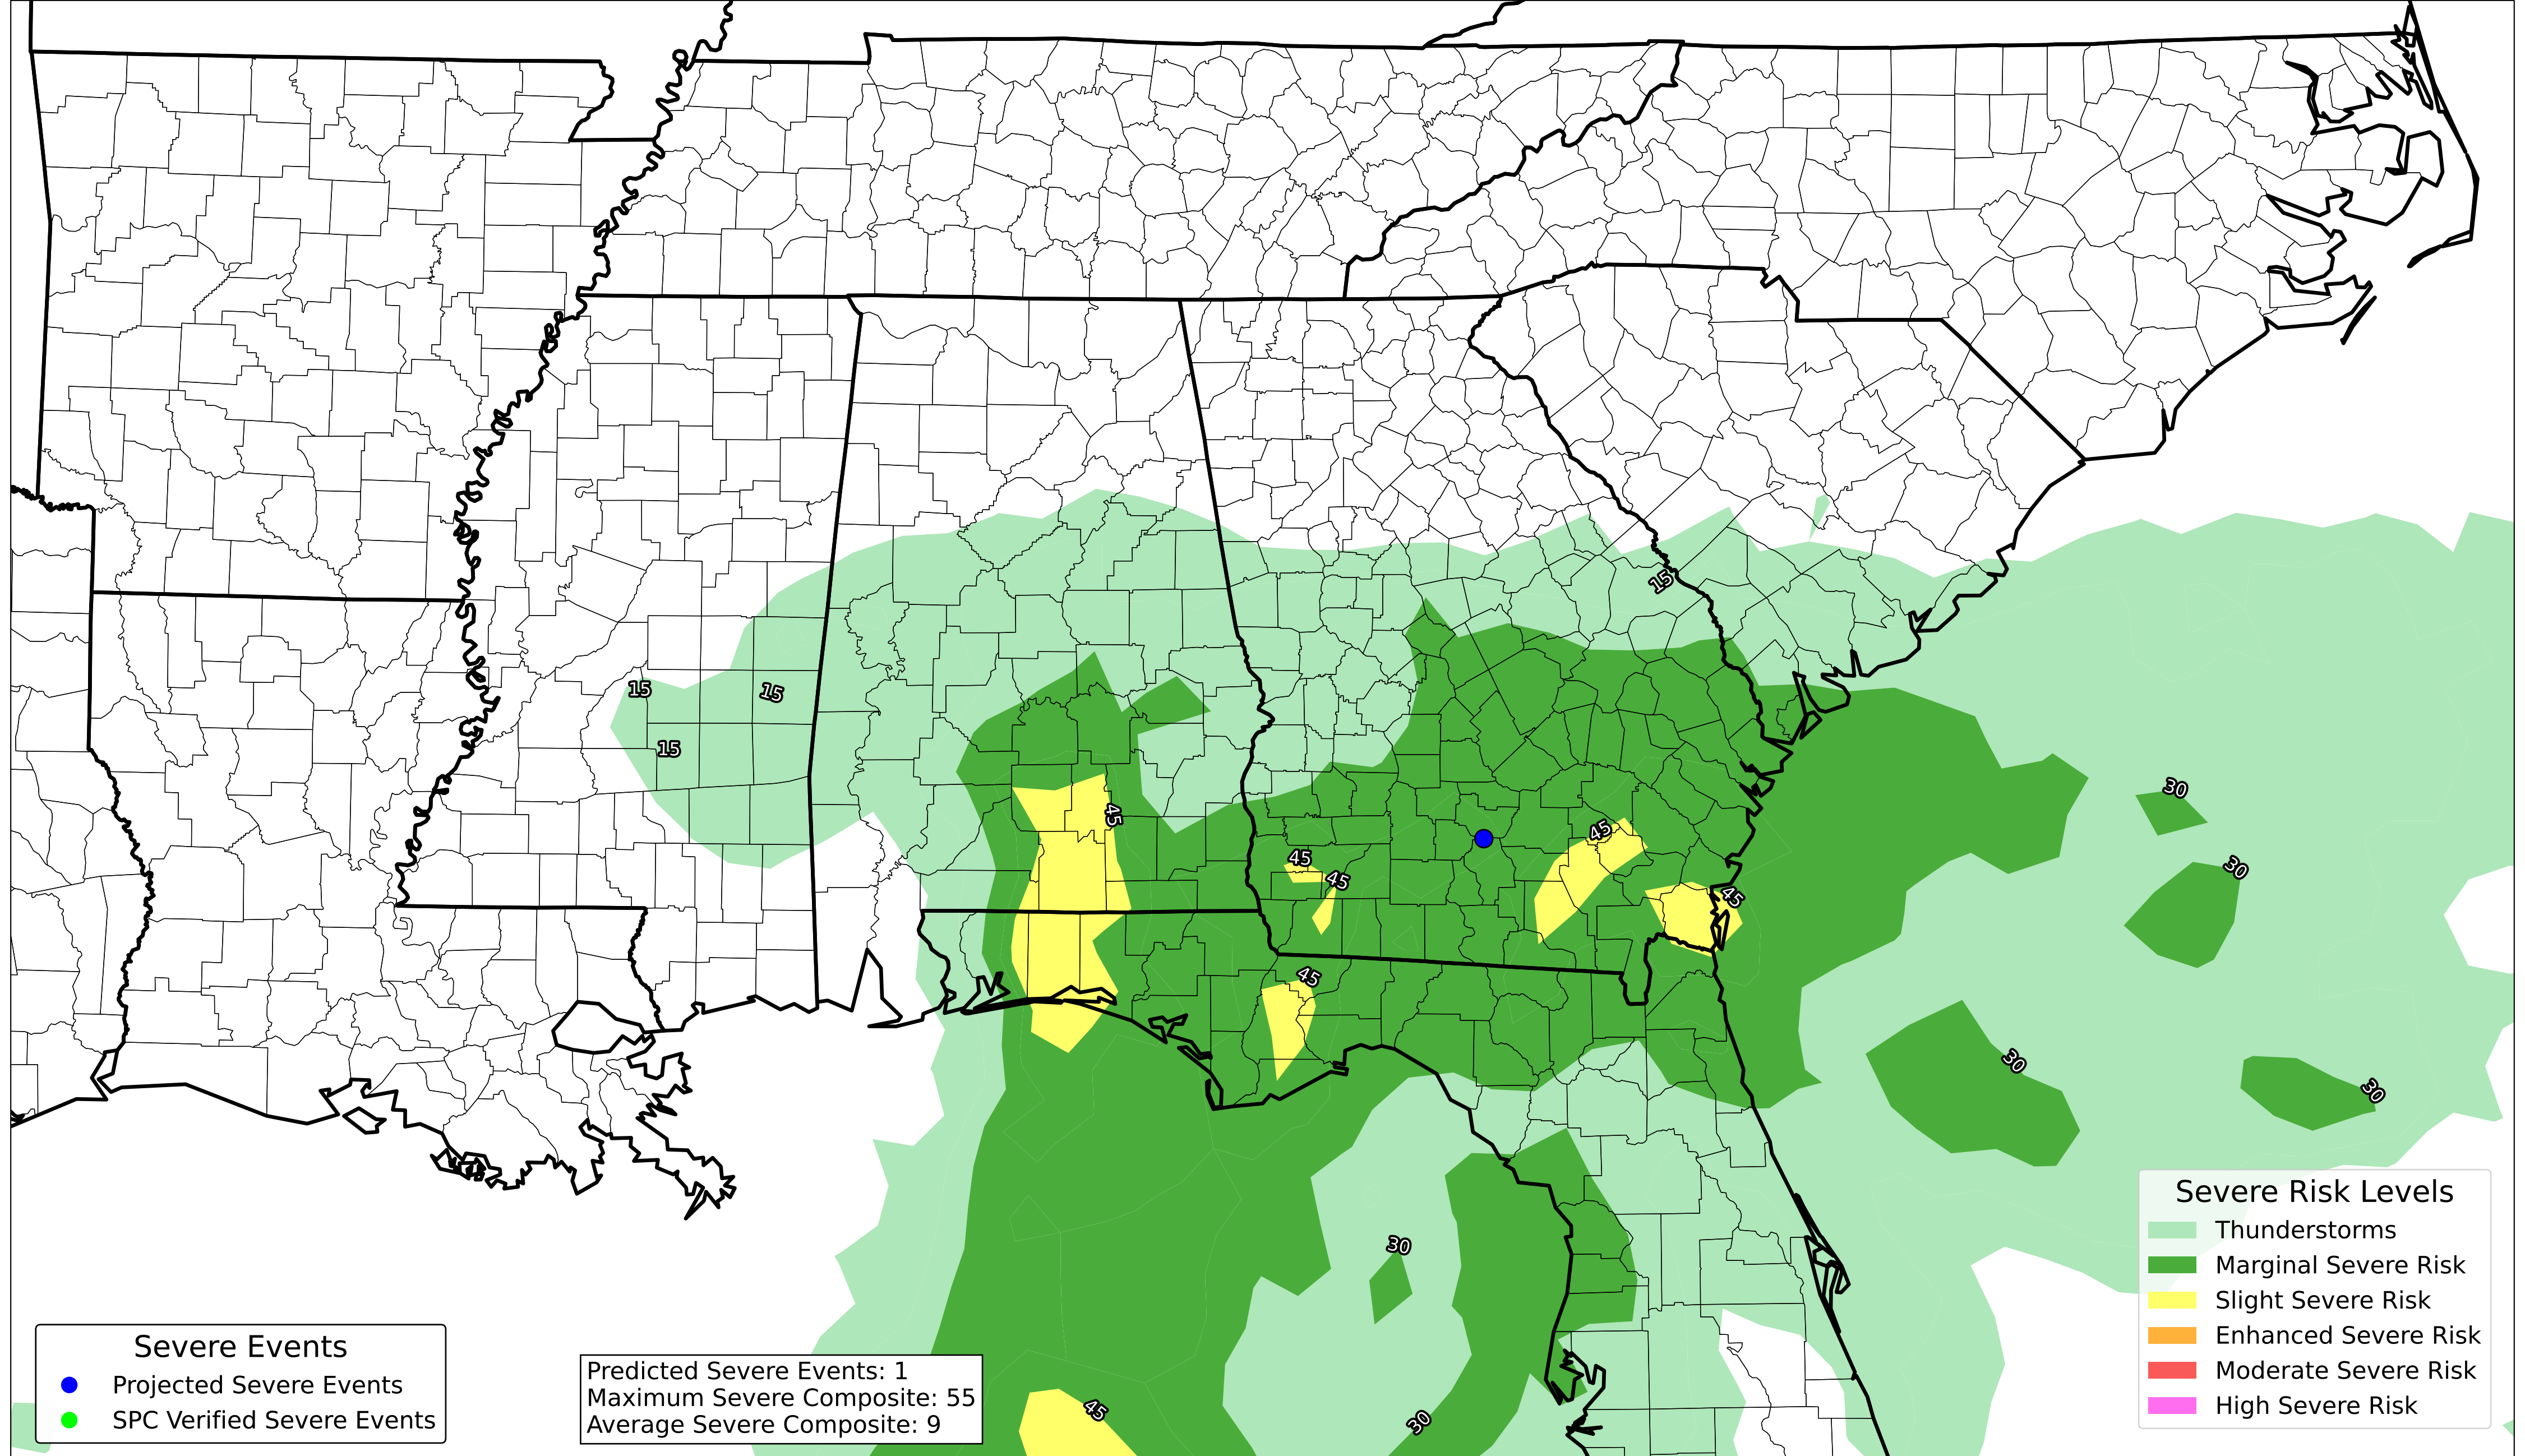 15
15
15
15
30
45
45
45
30
45
45
45
30
30
30
45
30
Severe Risk Levels
Thunderstorms
Marginal Severe Risk
Slight Severe Risk
Enhanced Severe Risk
Moderate Severe Risk
High Severe Risk
Severe Events
Projected Severe Events
SPC Verified Severe Events
Predicted Severe Events: 1
Maximum Severe Composite: 55
Average Severe Composite: 9